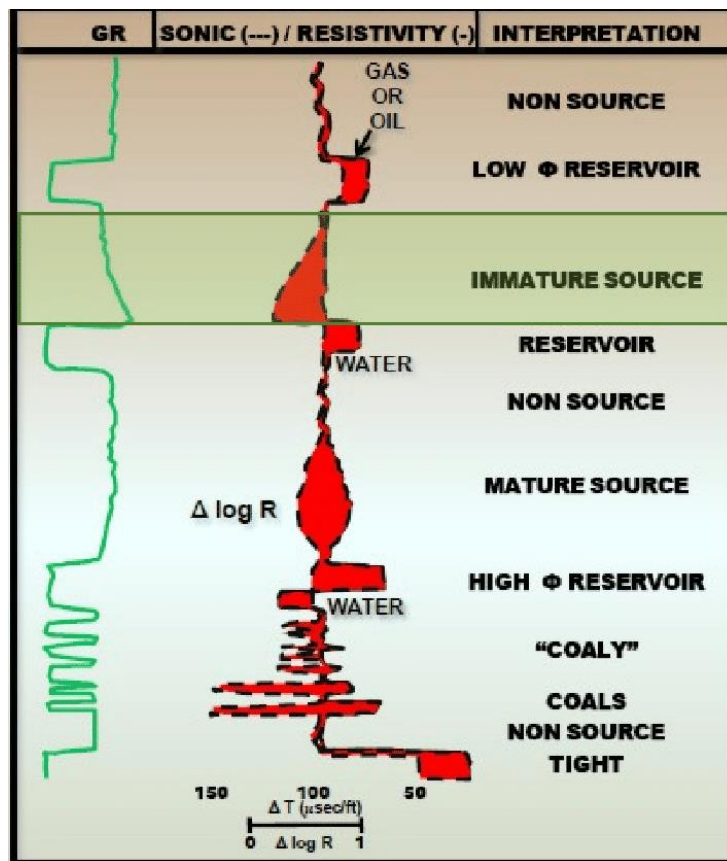 GR SONIC (---) / RESISTIVITY (-) INTERPRETATION
GAS
OR
OIL
NON SOURCE
LOW Φ RESERVOIR
IMMATURE SOURCE
RESERVOIR
WATER
NON SOURCE
MATURE SOURCE
Δ log R
HIGH Φ RESERVOIR
WATER
“COALY”
COALS
NON SOURCE
TIGHT
150 100 50
Δ T (μsec/ft)
0 Δ log R 1